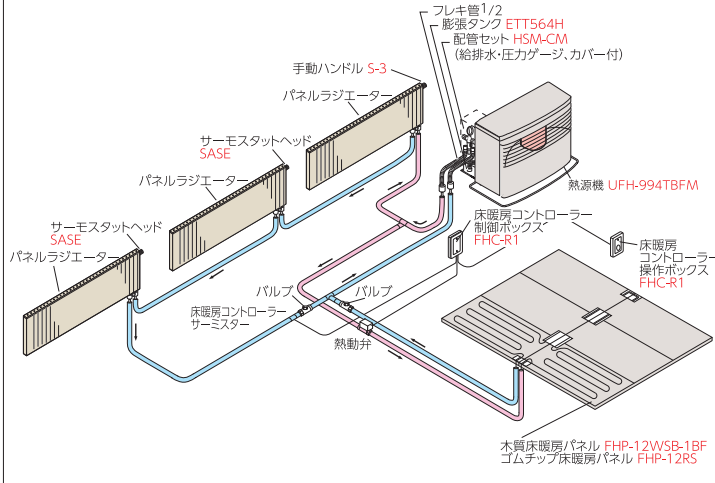 フレキ管1/2
膨張タンク ETT564H
配管セット HSM-CM
(給排水・圧力ゲージ、カバー付)
手動ハンドル S-3
パネルラジエーター
サーモスタットヘッド
SASE
パネルラジエーター
サーモスタットヘッド
SASE
パネルラジエーター
熱源機 UFH-994TBFM
床暖房コントローラー
制御ボックス
FHC-R1
床暖房
コントローラー
操作ボックス
FHC-R1
バルブ
バルブ
床暖房コントローラー
サーミスター
熱動弁
木質床暖房パネル FHP-12WSB-1BF
ゴムチップ床暖房パネル FHP-12RS